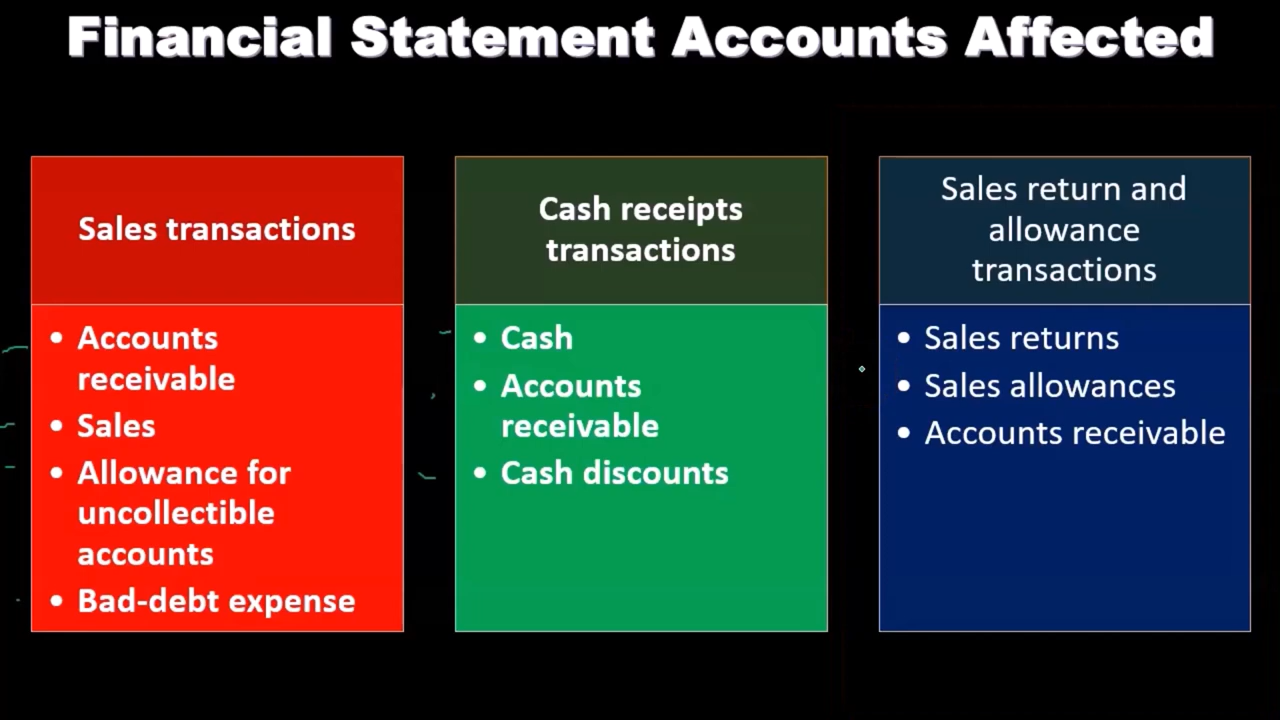 Financial Statement Accounts Affected
Sales transactions
• Accounts
receivable
• Sales
• Allowance for
uncollectible
accounts
• Bad-debt expense
Cash receipts
transactions
• Cash
• Accounts
receivable
• Cash discounts
Sales return and
allowance
transactions
• Sales returns
• Sales allowances
• Accounts receivable